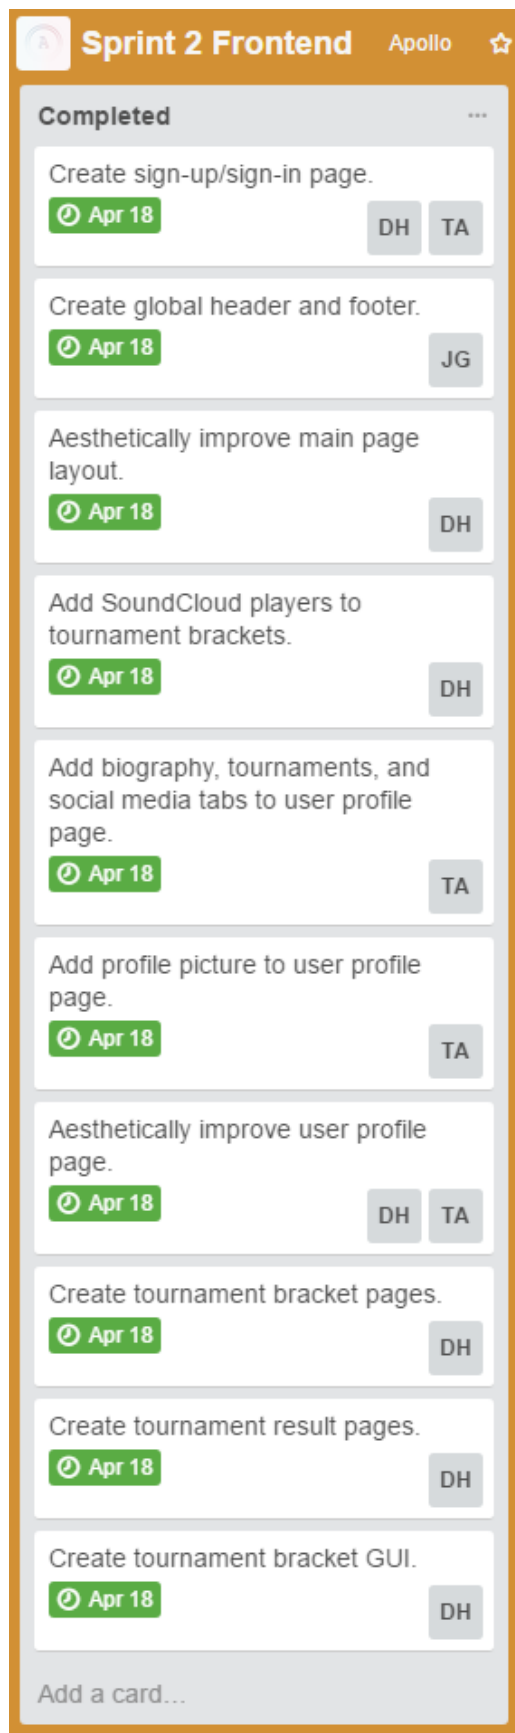 A
Sprint 2 Frontend Apollo
Completed
Create sign-up/sign-in page.
Apr 18
DH TA
Create global header and footer.
Apr 18
JG
Aesthetically improve main page
layout.
Apr 18
DH
Add SoundCloud players to
tournament brackets.
Apr 18
DH
Add biography, tournaments, and
social media tabs to user profile
page.
Apr 18
TA
Add profile picture to user profile
page.
Apr 18
TA
Aesthetically improve user profile
page.
Apr 18
DH TA
Create tournament bracket pages.
Apr 18
DH
Create tournament result pages.
Apr 18
DH
Create tournament bracket GUI.
Apr 18
DH
Add a card...